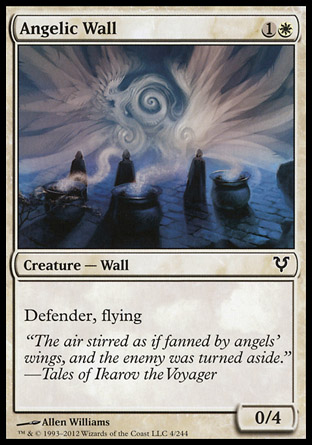 Angelic Wall 1
Creature — Wall
Defender, flying
“The air stirred as if fanned by angels’
wings, and the enemy was turned aside.”
—Tales of Ikarov the Voyager
Allen Williams
™ & © 1993–2012 Wizards of the Coast LLC 4/244
0/4